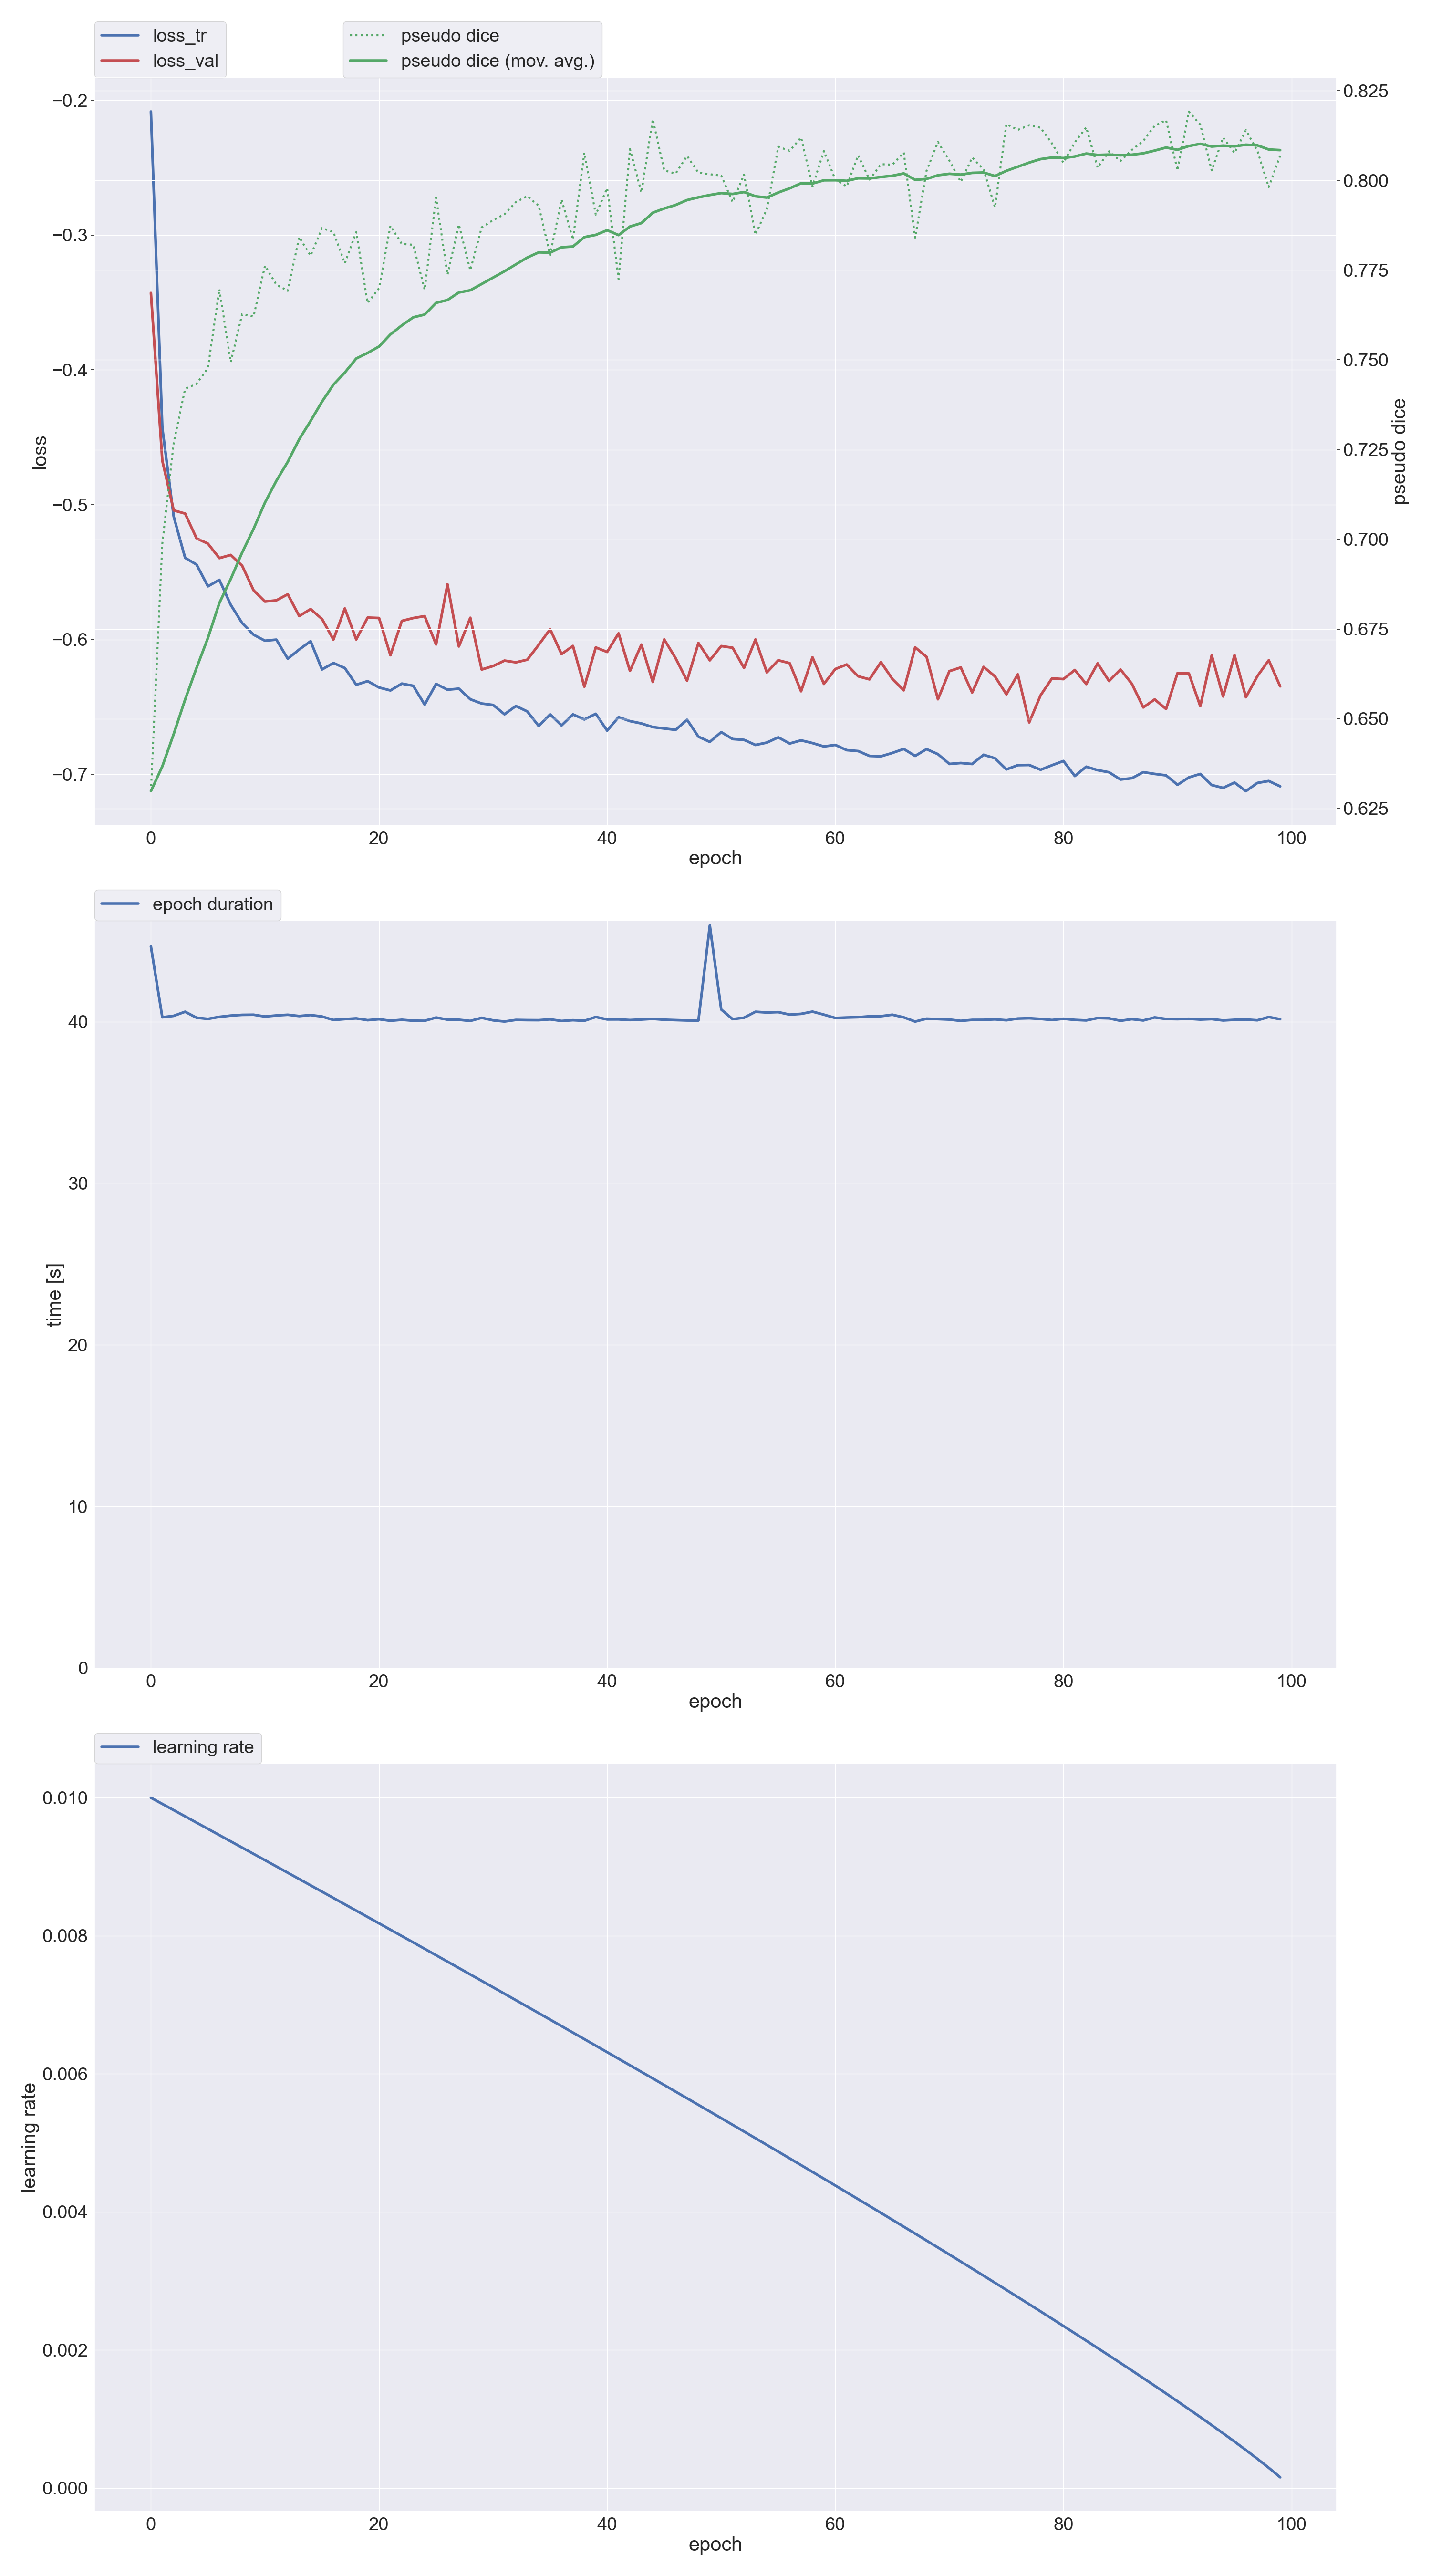 loss_tr
loss_val
pseudo dice
pseudo dice (mov. avg.)
−0.2
−0.3
−0.4
−0.5
−0.6
−0.7
loss
0.825
0.800
0.775
0.750
0.725
0.700
0.675
0.650
0.625
pseudo dice
0 20 40 60 80 100
epoch
epoch duration
40
30
20
10
0
time [s]
0 20 40 60 80 100
epoch
learning rate
0.010
0.008
0.006
0.004
0.002
0.000
learning rate
0 20 40 60 80 100
epoch